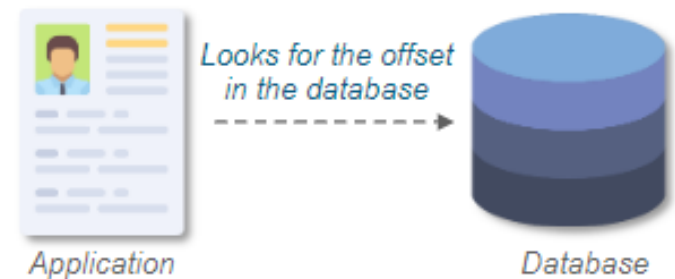 Looks for the offset
in the database
Application
Database